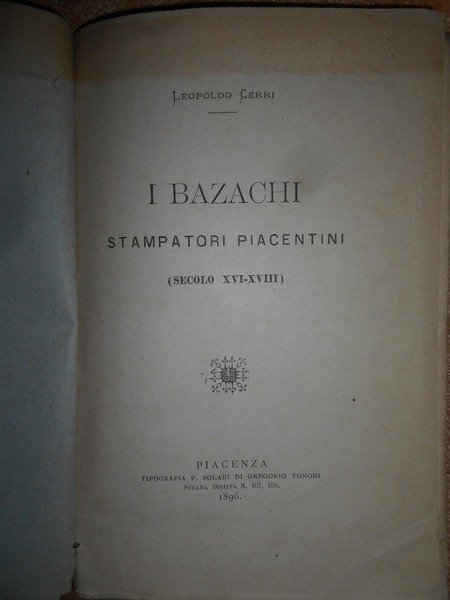 Leopoldo Cerri
I BAZACHI
STAMPATORI PIACENTINI
(SECOLO XVI-XVIII)
PIACENZA
TIPOGRAFIA F. SOLARI DI GREGORIO TONONI
Strada Diritta N. 107, 109.
1896.